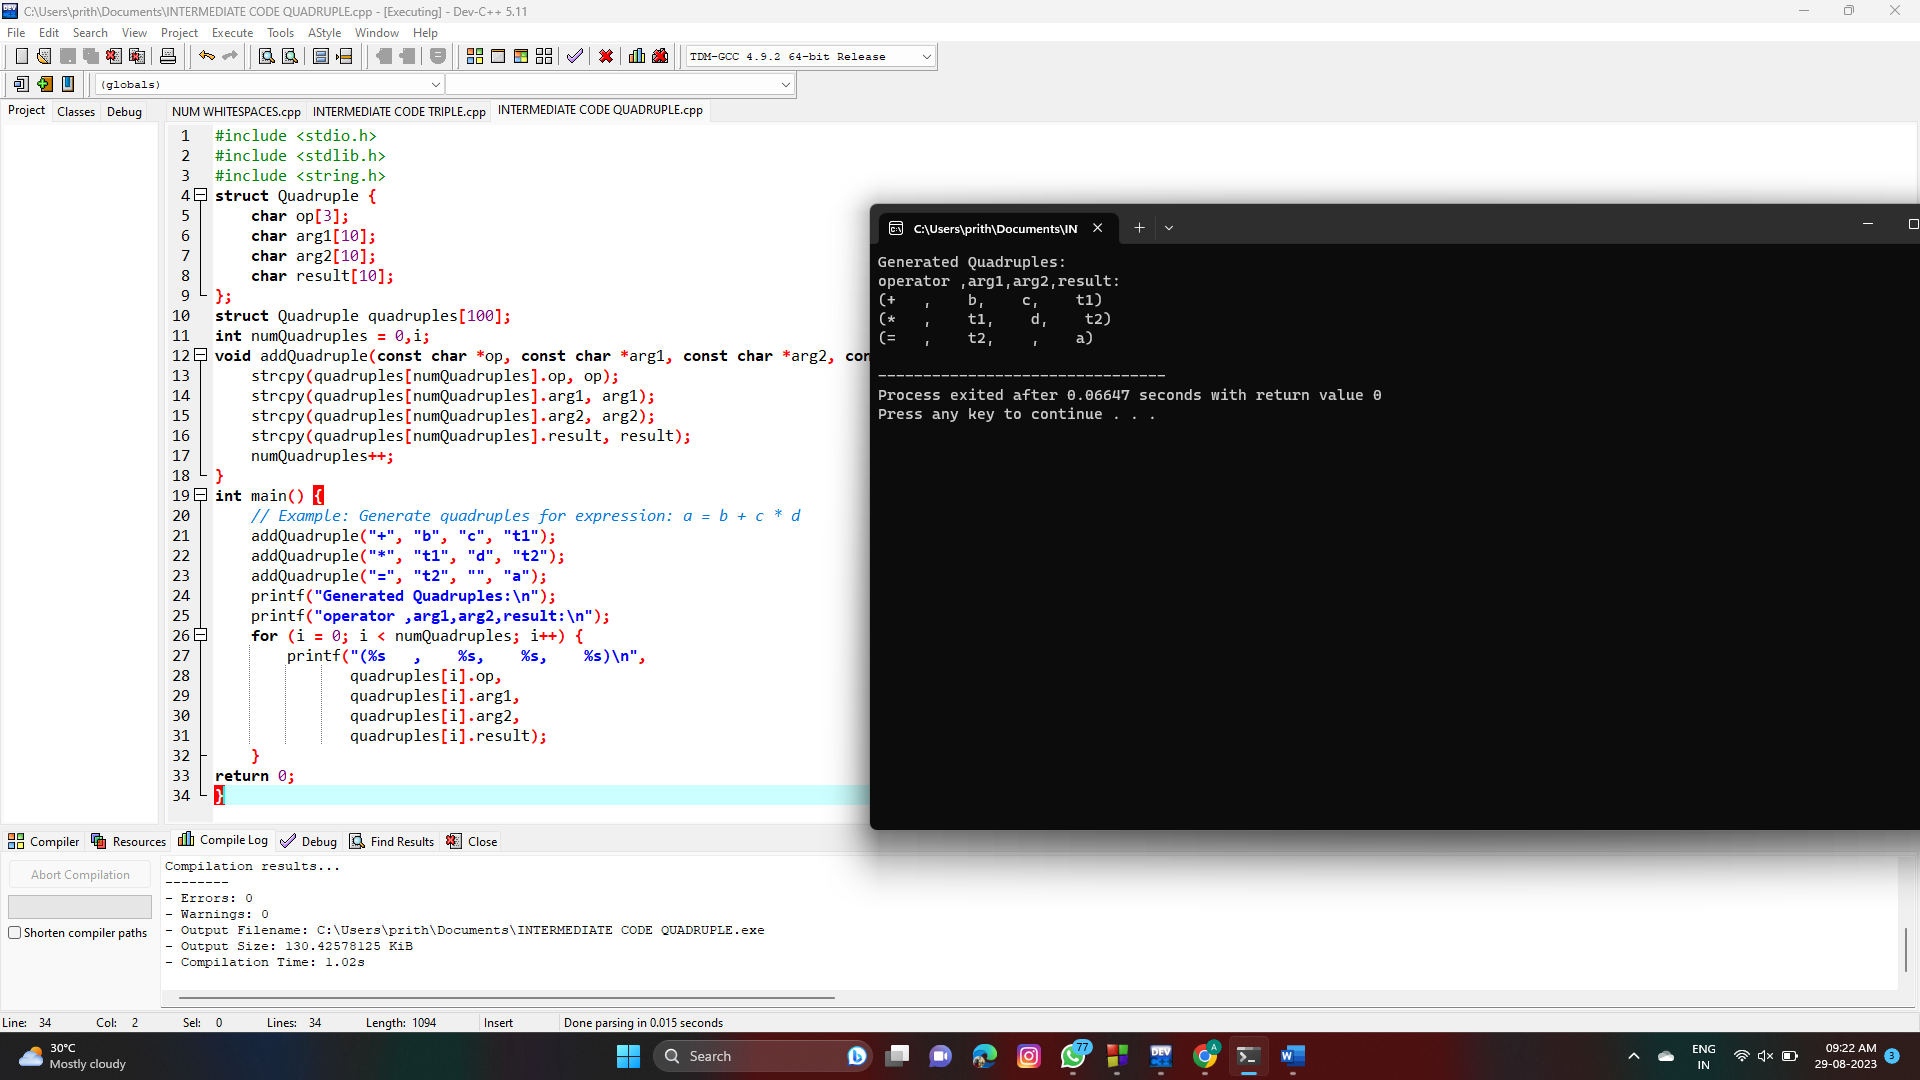 C:\Users\prith\Documents\INTERMEDIATE CODE QUADRUPLE.cpp - [Executing] - Dev-C++ 5.11
File Edit Search View Project Execute Tools AStyle Window Help
TDM-GCC 4.9.2 64-bit Release
(globals)
Project Classes Debug
NUM WHITESPACES.cpp INTERMEDIATE CODE TRIPLE.cpp INTERMEDIATE CODE QUADRUPLE.cpp
1 #include <stdio.h>
2 #include <stdlib.h>
3 #include <string.h>
4 struct Quadruple {
5 char op[3];
6 char arg1[10];
7 char arg2[10];
8 char result[10];
9 };
10 struct Quadruple quadruples[100];
11 int numQuadruples = 0,i;
12 void addQuadruple(const char *op, const char *arg1, const char *arg2, con
13 strcpy(quadruples[numQuadruples].op, op);
14 strcpy(quadruples[numQuadruples].arg1, arg1);
15 strcpy(quadruples[numQuadruples].arg2, arg2);
16 strcpy(quadruples[numQuadruples].result, result);
17 numQuadruples++;
18 }
19 int main() {
20 // Example: Generate quadruples for expression: a = b + c * d
21 addQuadruple("+", "b", "c", "t1");
22 addQuadruple("*", "t1", "d", "t2");
23 addQuadruple("=", "t2", "", "a");
24 printf("Generated Quadruples:\n");
25 printf("operator ,arg1,arg2,result:\n");
26 for (i = 0; i < numQuadruples; i++) {
27 printf("(%s   ,    %s,    %s,    %s)\n",
28 quadruples[i].op,
29 quadruples[i].arg1,
30 quadruples[i].arg2,
31 quadruples[i].result);
32 }
33 return 0;
34 }
C:\Users\prith\Documents\IN
Generated Quadruples:
operator ,arg1,arg2,result:
(+   ,    b,    c,    t1)
(*   ,    t1,    d,    t2)
(=   ,    t2,    ,    a)
--------------------------------
Process exited after 0.06647 seconds with return value 0
Press any key to continue . . .
Compiler Resources Compile Log Debug Find Results Close
Abort Compilation
Shorten compiler paths
Compilation results...
--------
- Errors: 0
- Warnings: 0
- Output Filename: C:\Users\prith\Documents\INTERMEDIATE CODE QUADRUPLE.exe
- Output Size: 130.42578125 KiB
- Compilation Time: 1.02s
Line: 34 Col: 2 Sel: 0 Lines: 34 Length: 1094 Insert Done parsing in 0.015 seconds
30°C
Mostly cloudy
Search
77
DEV
A
W
ENG
IN
09:22 AM
29-08-2023
3